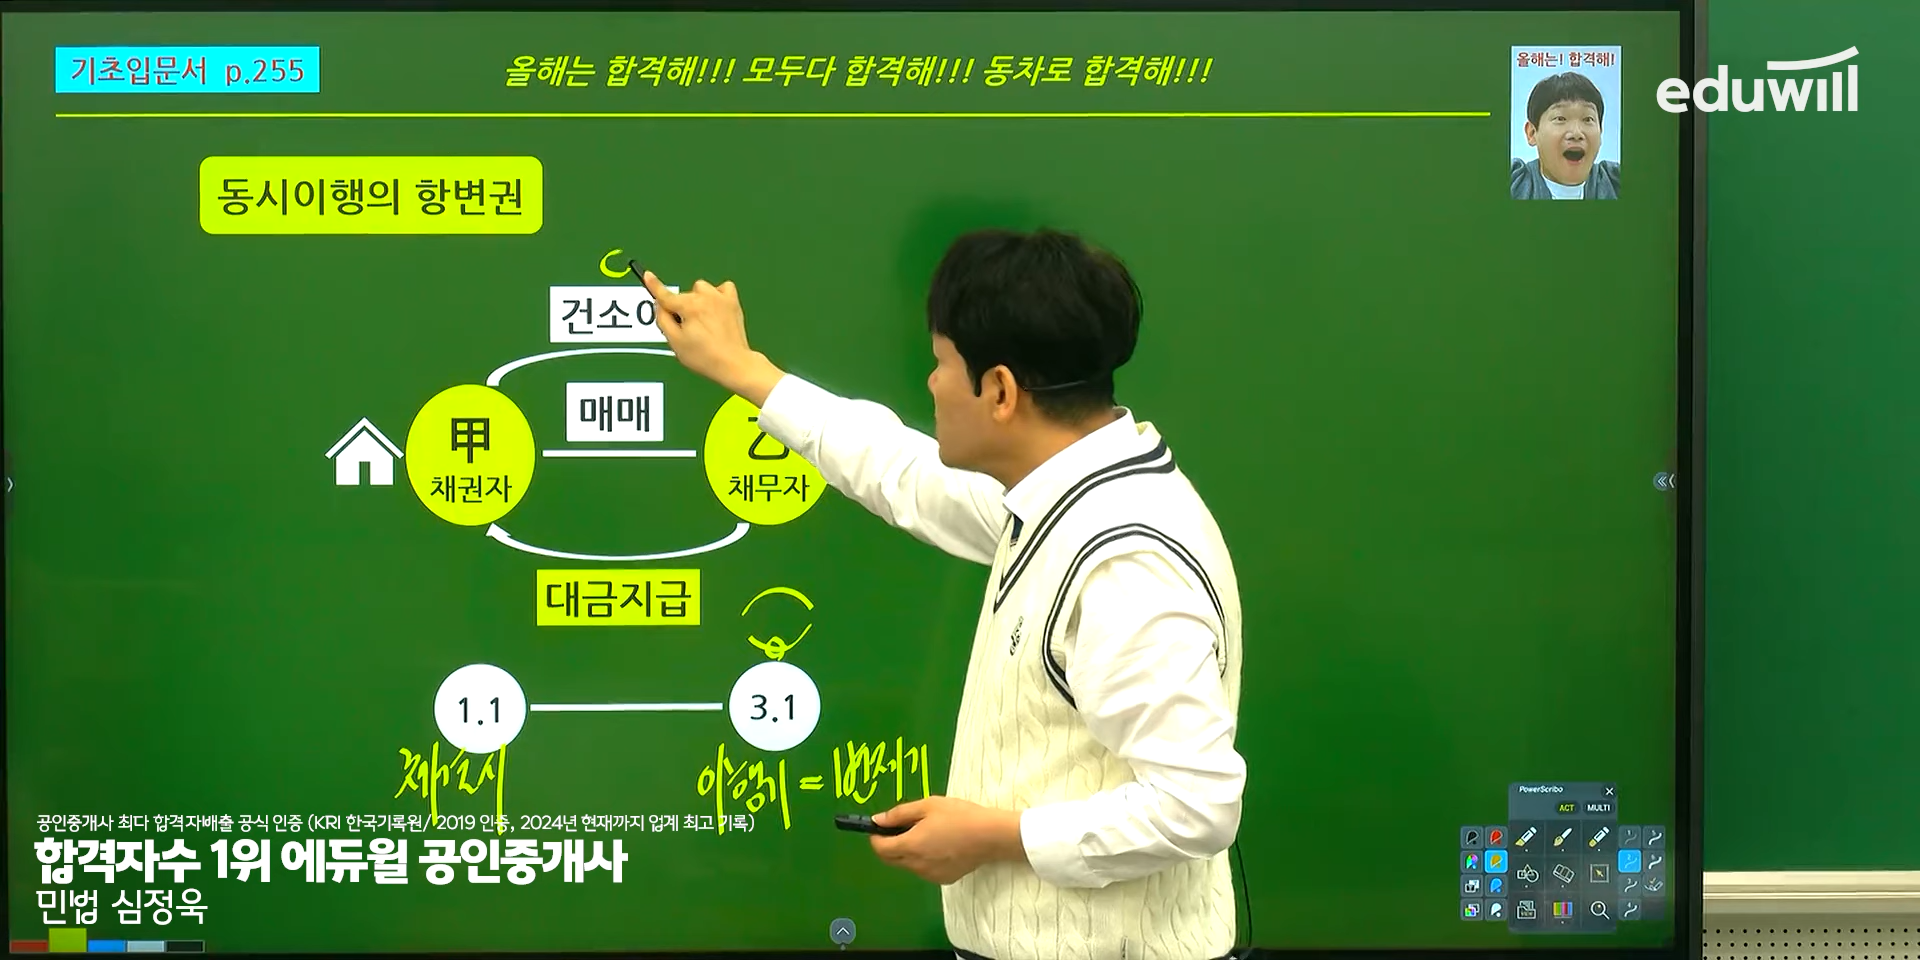 기초입문서 p.255
올해는 합격해!!! 모두다 합격해!!! 동차로 합격해!!!
올해는! 합격해!
eduwill
동시이행의 항변권
건소이
매매
甲
채권자
乙
채무자
대금지급
1.1
3.1
이행기 = 변제기
공인중개사 최다 합격자배출 공식 인증 (KRI 한국기록원/ 2019 인증, 2024년 현재까지 업계 최고 기록)
합격자수 1위 에듀윌 공인중개사
민법 심정욱
PowerScribo
ACT
MULTI